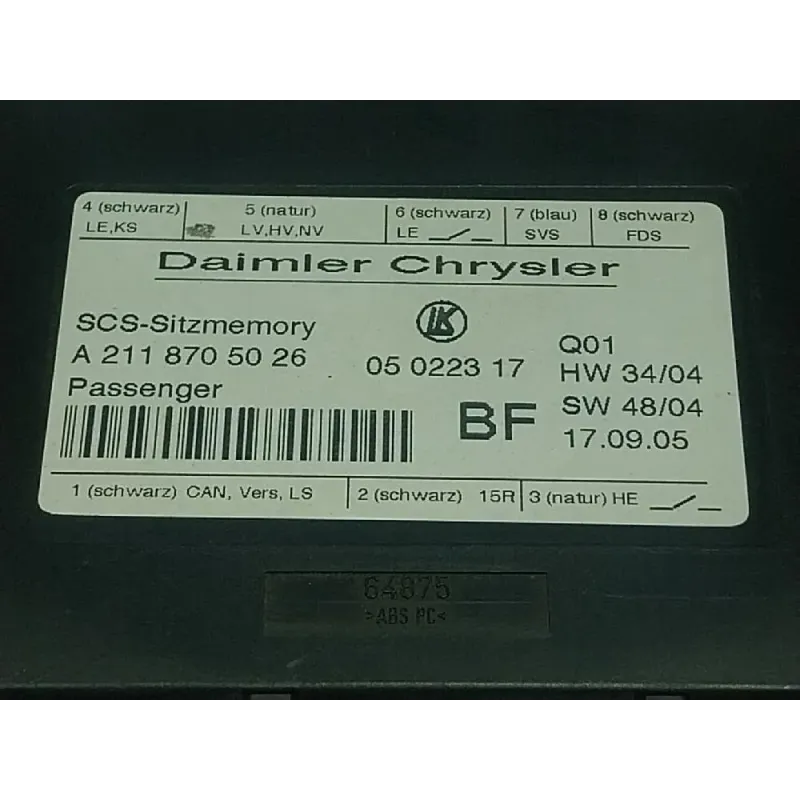 4 (schwarz) 5 (natur) 6 (schwarz) 7 (blau) 8 (schwarz)
LE,KS LV,HV,NV LE SVS FDS
Daimler Chrysler
SCS-Sitzmemory LK Q01
A 211 870 50 26 05 0223 17 HW 34/04
Passenger BF SW 48/04
17.09.05
1 (schwarz) CAN, Vers, LS 2 (schwarz) 15R 3 (natur) HE
64875
>ABS PC<